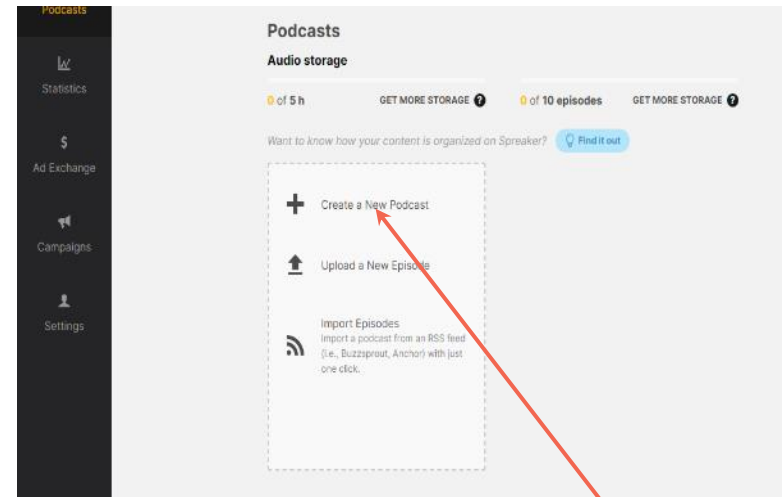 Podcasts
Statistics
Ad Exchange
Campaigns
Settings
Podcasts
Audio storage
0 of 5 h GET MORE STORAGE ? 0 of 10 episodes GET MORE STORAGE ?
Want to know how your content is organized on Spreaker? Find it out
Create a New Podcast
Upload a New Episode
Import Episodes
Import a podcast from an RSS feed
(i.e., Buzzsprout, Anchor) with just
one click.